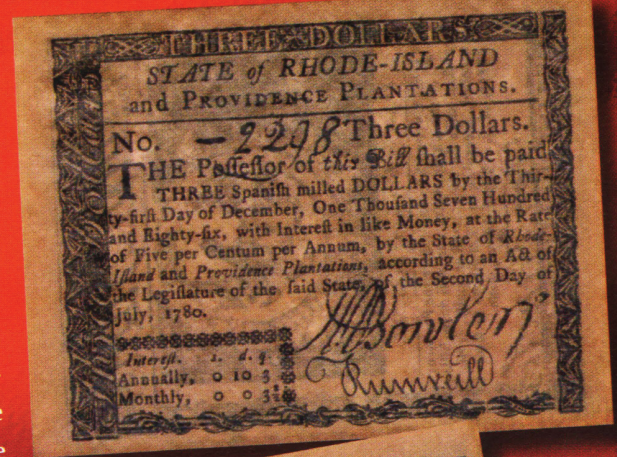 THREE DOLLARS
STATE of RHODE-ISLAND
and PROVIDENCE PLANTATIONS.
No. — 2298 Three Dollars.
THE Poſſeſſor of this Bill ſhall be paid
THREE Spaniſh milled DOLLARS by the Thir-
ty-firſt Day of December, One Thouſand Seven Hundred
and Eighty-ſix, with Intereſt in like Money, at the Rate
of Five per Centum per Annum, by the State of Rhode-
Iſland and Providence Plantations, according to an Act of
the Legiſlature of the ſaid State, of the Second Day of
July, 1780.
Intereſt. s. d. q.
Annually, 0 10 3
Monthly, 0 0 3½